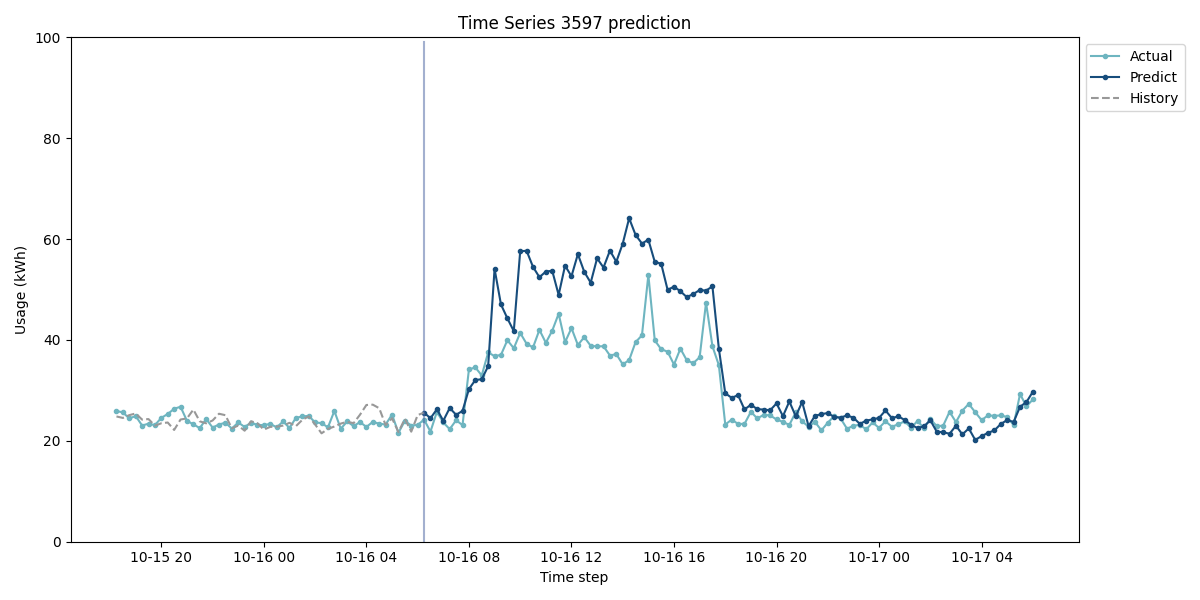 Time Series 3597 prediction
100
80
60
40
20
0
Usage (kWh)
10-15 20
10-16 00
10-16 04
10-16 08
10-16 12
10-16 16
10-16 20
10-17 00
10-17 04
Time step
Actual
Predict
History